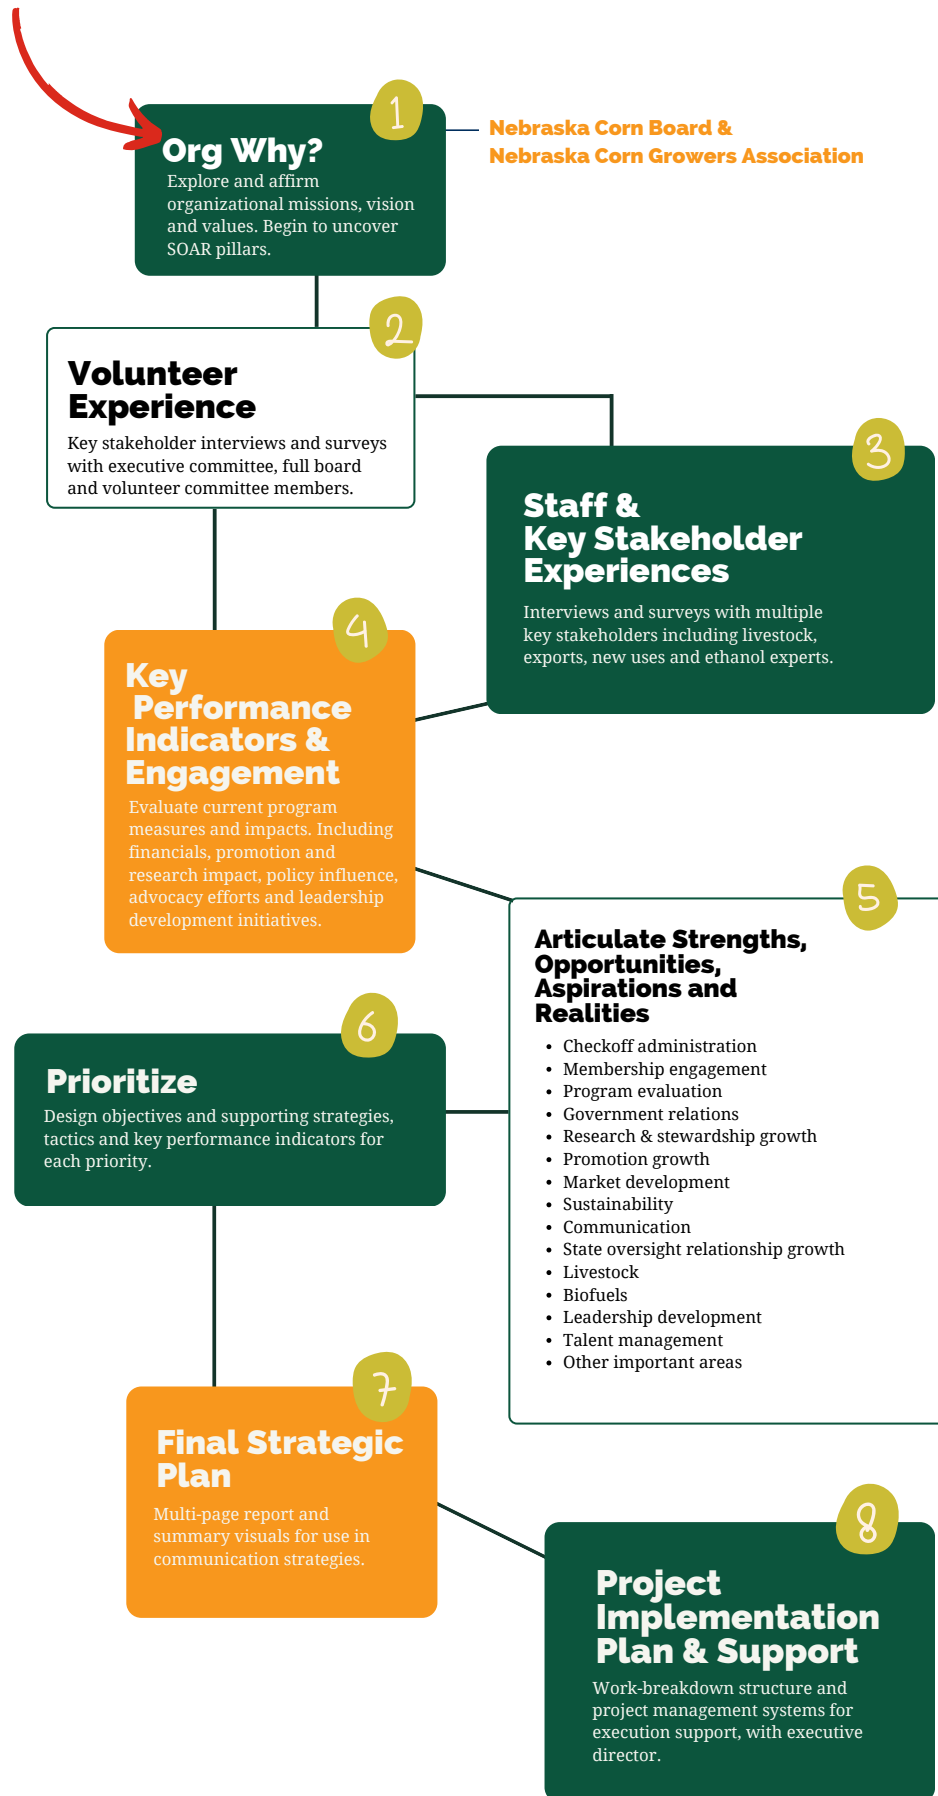 1
Org Why?
Explore and affirm
organizational missions, vision
and values. Begin to uncover
SOAR pillars.
Nebraska Corn Board &
Nebraska Corn Growers Association
2
Volunteer
Experience
Key stakeholder interviews and surveys
with executive committee, full board
and volunteer committee members.
3
Staff &
Key Stakeholder
Experiences
Interviews and surveys with multiple
key stakeholders including livestock,
exports, new uses and ethanol experts.
4
Key
Performance
Indicators &
Engagement
Evaluate current program
measures and impacts. Including
financials, promotion and
research impact, policy influence,
advocacy efforts and leadership
development initiatives.
5
Articulate Strengths,
Opportunities,
Aspirations and
Realities
• Checkoff administration
• Membership engagement
• Program evaluation
• Government relations
• Research & stewardship growth
• Promotion growth
• Market development
• Sustainability
• Communication
• State oversight relationship growth
• Livestock
• Biofuels
• Leadership development
• Talent management
• Other important areas
6
Prioritize
Design objectives and supporting strategies,
tactics and key performance indicators for
each priority.
7
Final Strategic
Plan
Multi-page report and
summary visuals for use in
communication strategies.
8
Project
Implementation
Plan & Support
Work-breakdown structure and
project management systems for
execution support, with executive
director.